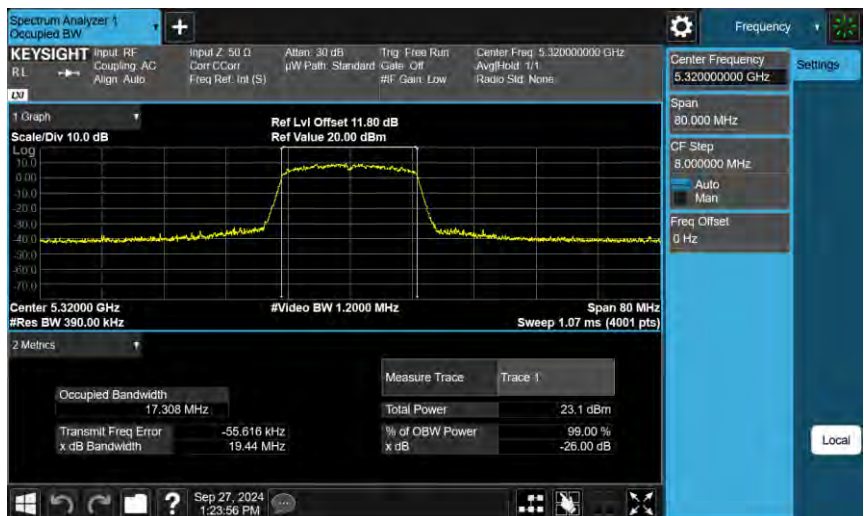 Spectrum Analyzer 1
Occupied BW
Frequency
KEYSIGHT
R L
LXI
Input: RF
Coupling: AC
Align: Auto
Input Z: 50 Ω
Corr CCorr
Freq Ref: Int (S)
Atten: 30 dB
µW Path: Standard
Trig: Free Run
Gate: Off
#IF Gain: Low
Center Freq: 5.320000000 GHz
Avg|Hold: 1/1
Radio Std: None
Center Frequency
5.320000000 GHz
Settings
Span
80.000 MHz
CF Step
8.000000 MHz
Auto
Man
Freq Offset
0 Hz
Local
1 Graph
Scale/Div 10.0 dB
Ref Lvl Offset 11.80 dB
Ref Value 20.00 dBm
Log
10.0
0.00
-10.0
-20.0
-30.0
-40.0
-50.0
-60.0
-70.0
Center 5.32000 GHz
#Video BW 1.2000 MHz
Span 80 MHz
#Res BW 390.00 kHz
Sweep 1.07 ms (4001 pts)
2 Metrics
Measure Trace
Trace 1
Occupied Bandwidth
17.308 MHz
Total Power
23.1 dBm
Transmit Freq Error
-55.616 kHz
% of OBW Power
99.00 %
x dB Bandwidth
19.44 MHz
x dB
-26.00 dB
Sep 27, 2024
1:23:56 PM